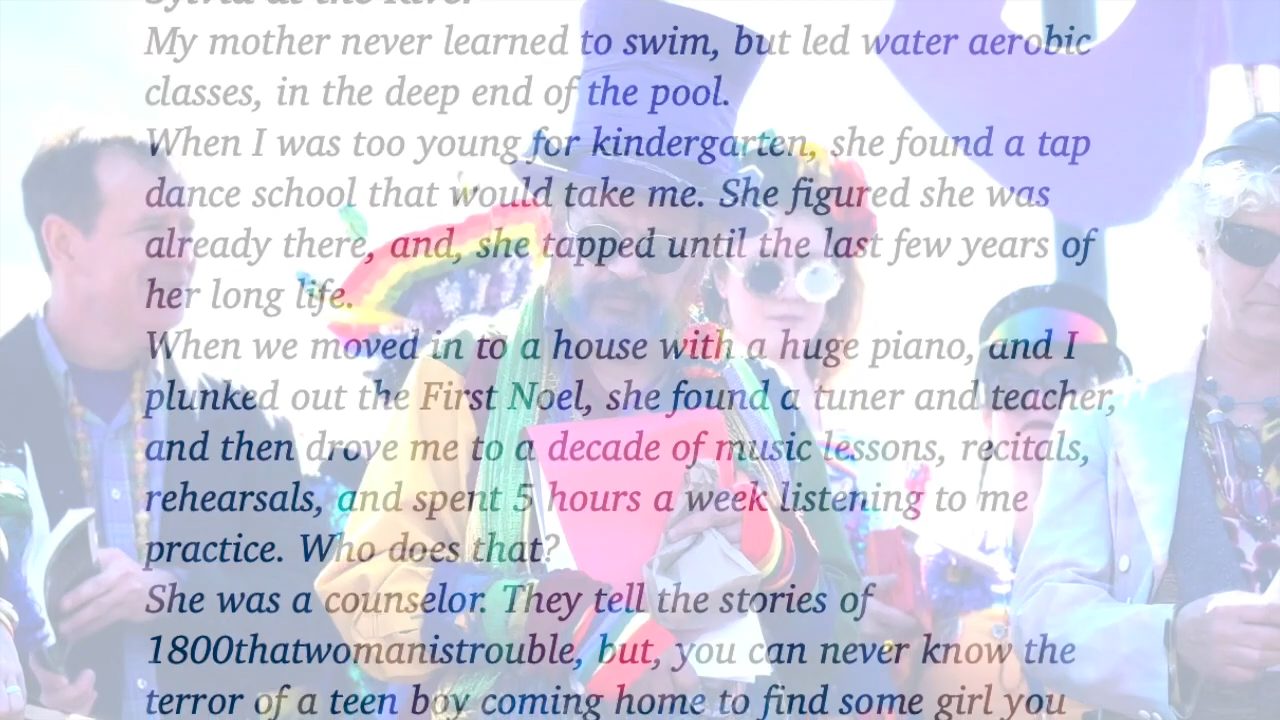 Sylvia at the River
My mother never learned to swim, but led water aerobic
classes, in the deep end of the pool.
When I was too young for kindergarten, she found a tap
dance school that would take me. She figured she was
already there, and, she tapped until the last few years of
her long life.
When we moved in to a house with a huge piano, and I
plunked out the First Noel, she found a tuner and teacher,
and then drove me to a decade of music lessons, recitals,
rehearsals, and spent 5 hours a week listening to me
practice. Who does that?
She was a counselor. They tell the stories of
1800thatwomanistrouble, but, you can never know the
terror of a teen boy coming home to find some girl you